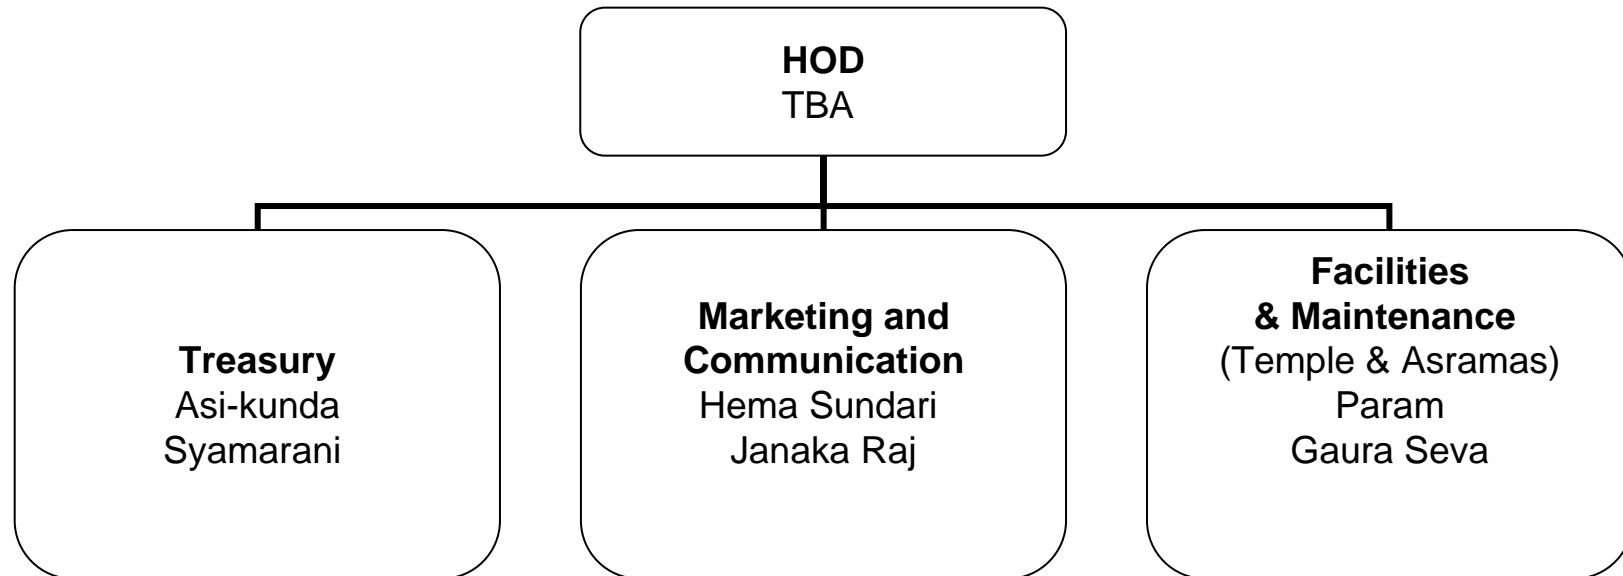 HOD
TBA
Treasury
Asi-kunda
Syamarani
Marketing and
Communication
Hema Sundari
Janaka Raj
Facilities
& Maintenance
(Temple & Asramas)
Param
Gaura Seva